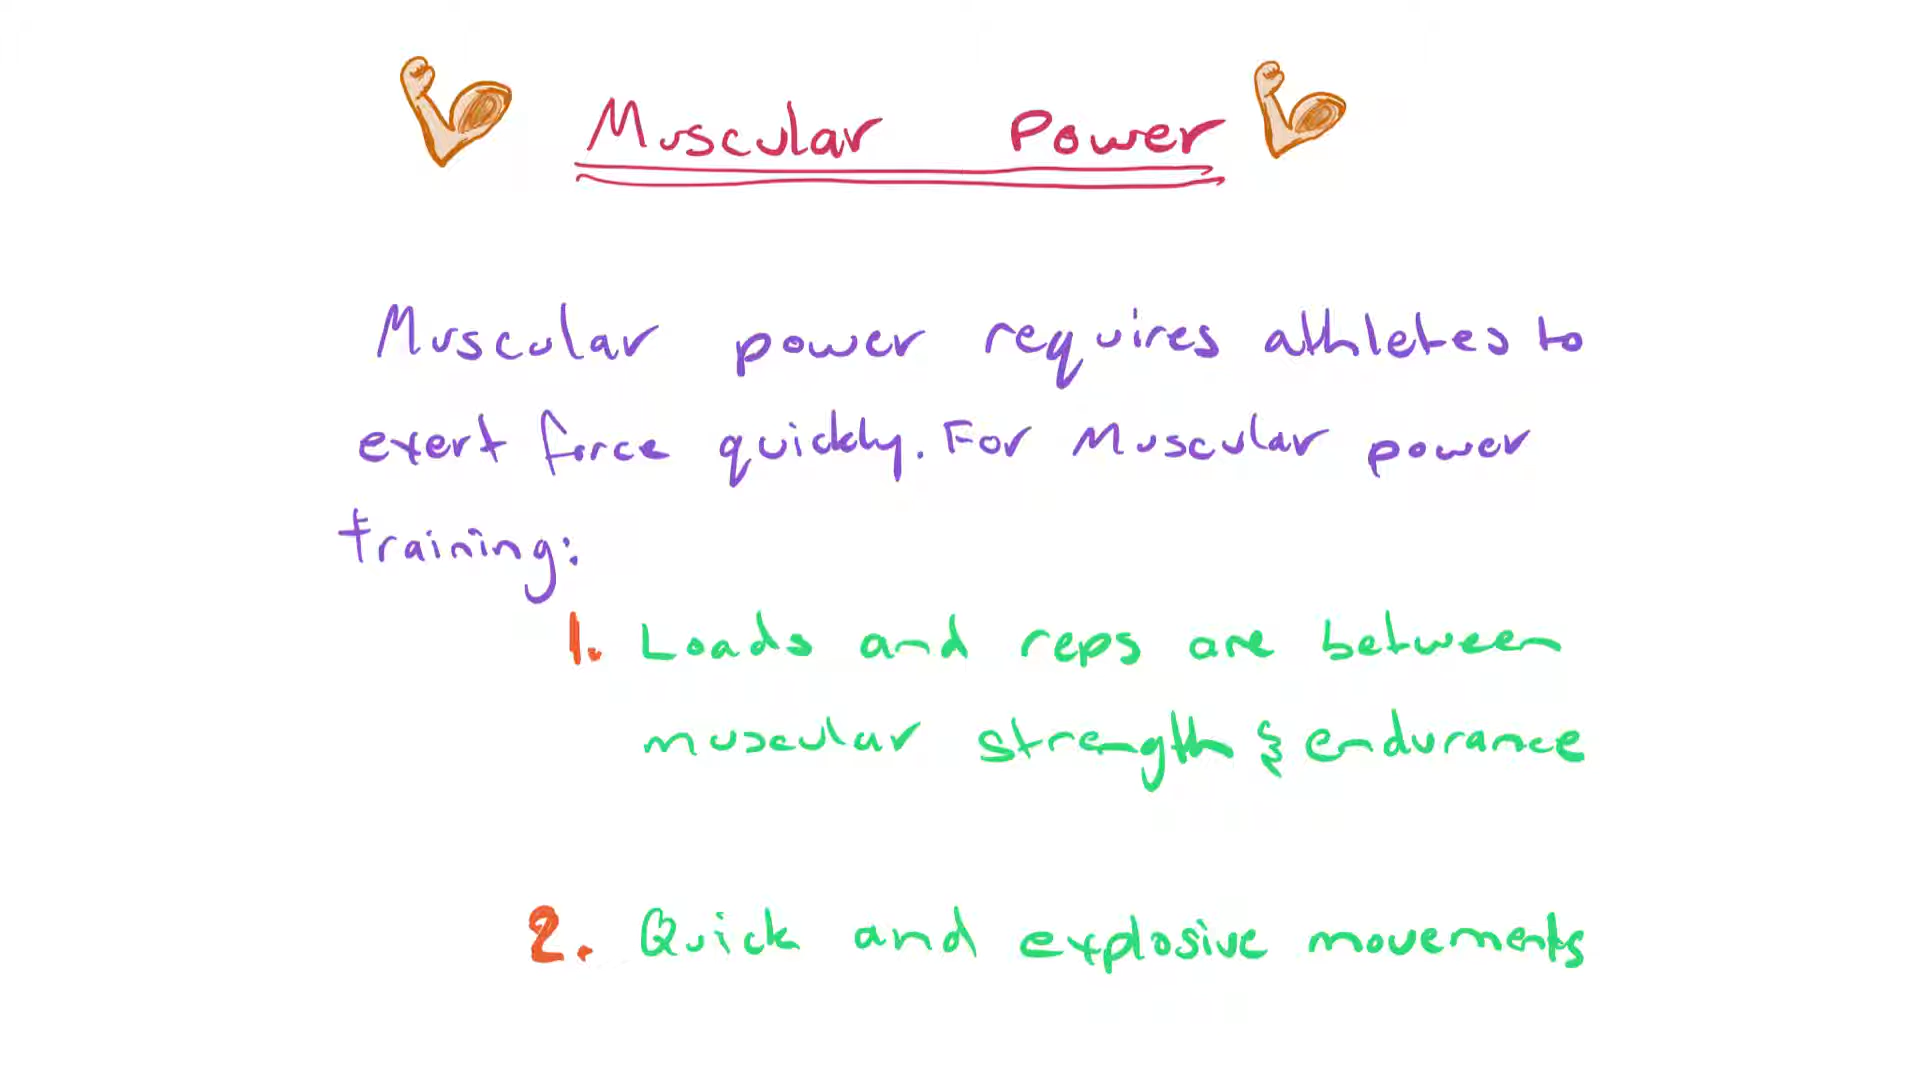 Muscular Power
Muscular power requires athletes to
exert force quickly. For Muscular power
training:
1. Loads and reps are between
muscular strength & endurance
2. Quick and explosive movements